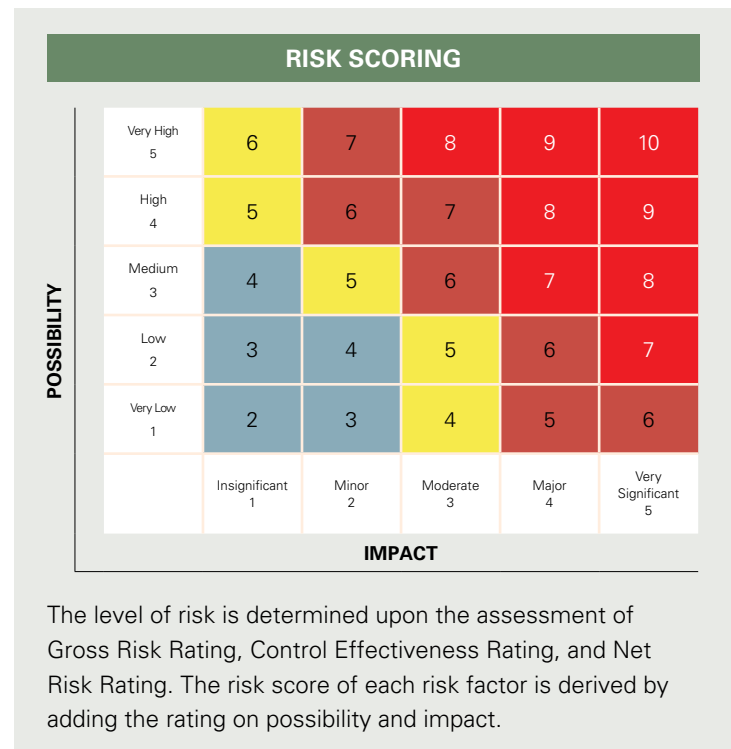 RISK SCORING
Very High
5
6
7
8
9
10
High
4
5
6
7
8
9
Medium
3
4
5
6
7
8
Low
2
3
4
5
6
7
Very Low
1
2
3
4
5
6
POSSIBILITY
Insignificant
1
Minor
2
Moderate
3
Major
4
Very
Significant
5
IMPACT
The level of risk is determined upon the assessment of
Gross Risk Rating, Control Effectiveness Rating, and Net
Risk Rating. The risk score of each risk factor is derived by
adding the rating on possibility and impact.